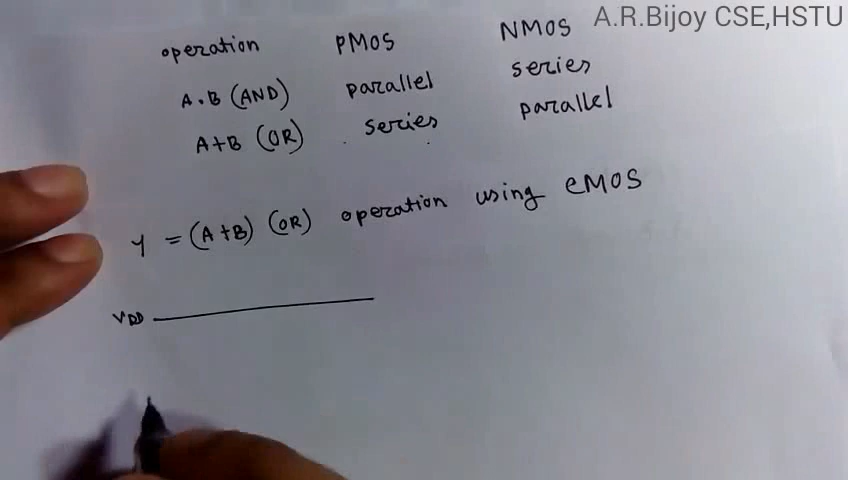 A.R.Bijoy CSE,HSTU
operation PMOS NMOS
A.B (AND) parallel series
A+B (OR) series parallel
Y = (A+B) (OR) operation using CMOS
VDD